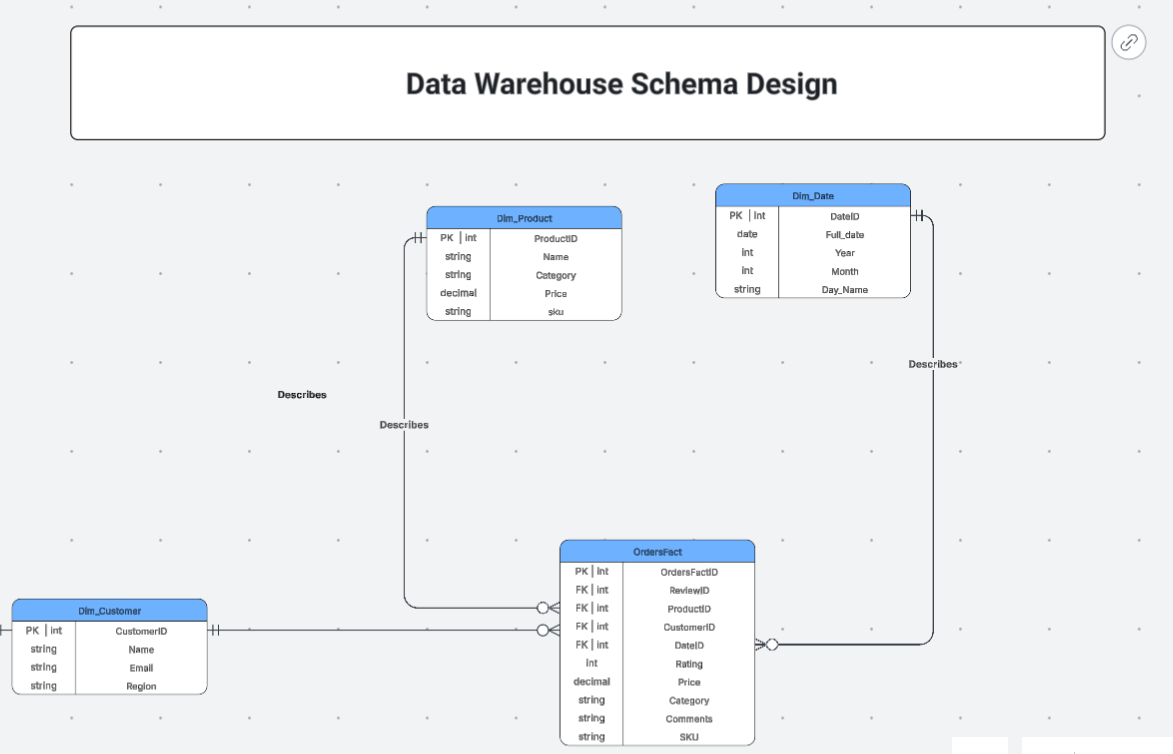 Data Warehouse Schema Design
Dim_Product
PK | int ProductID
string Name
string Category
decimal Price
string sku
Dim_Date
PK | int DateID
date Full_date
int Year
int Month
string Day_Name
Describes
Describes
Describes
Dim_Customer
PK | int CustomerID
string Name
string Email
string Region
OrdersFact
PK | int OrdersFactID
FK | int ReviewID
FK | int ProductID
FK | int CustomerID
FK | int DateID
int Rating
decimal Price
string Category
string Comments
string SKU